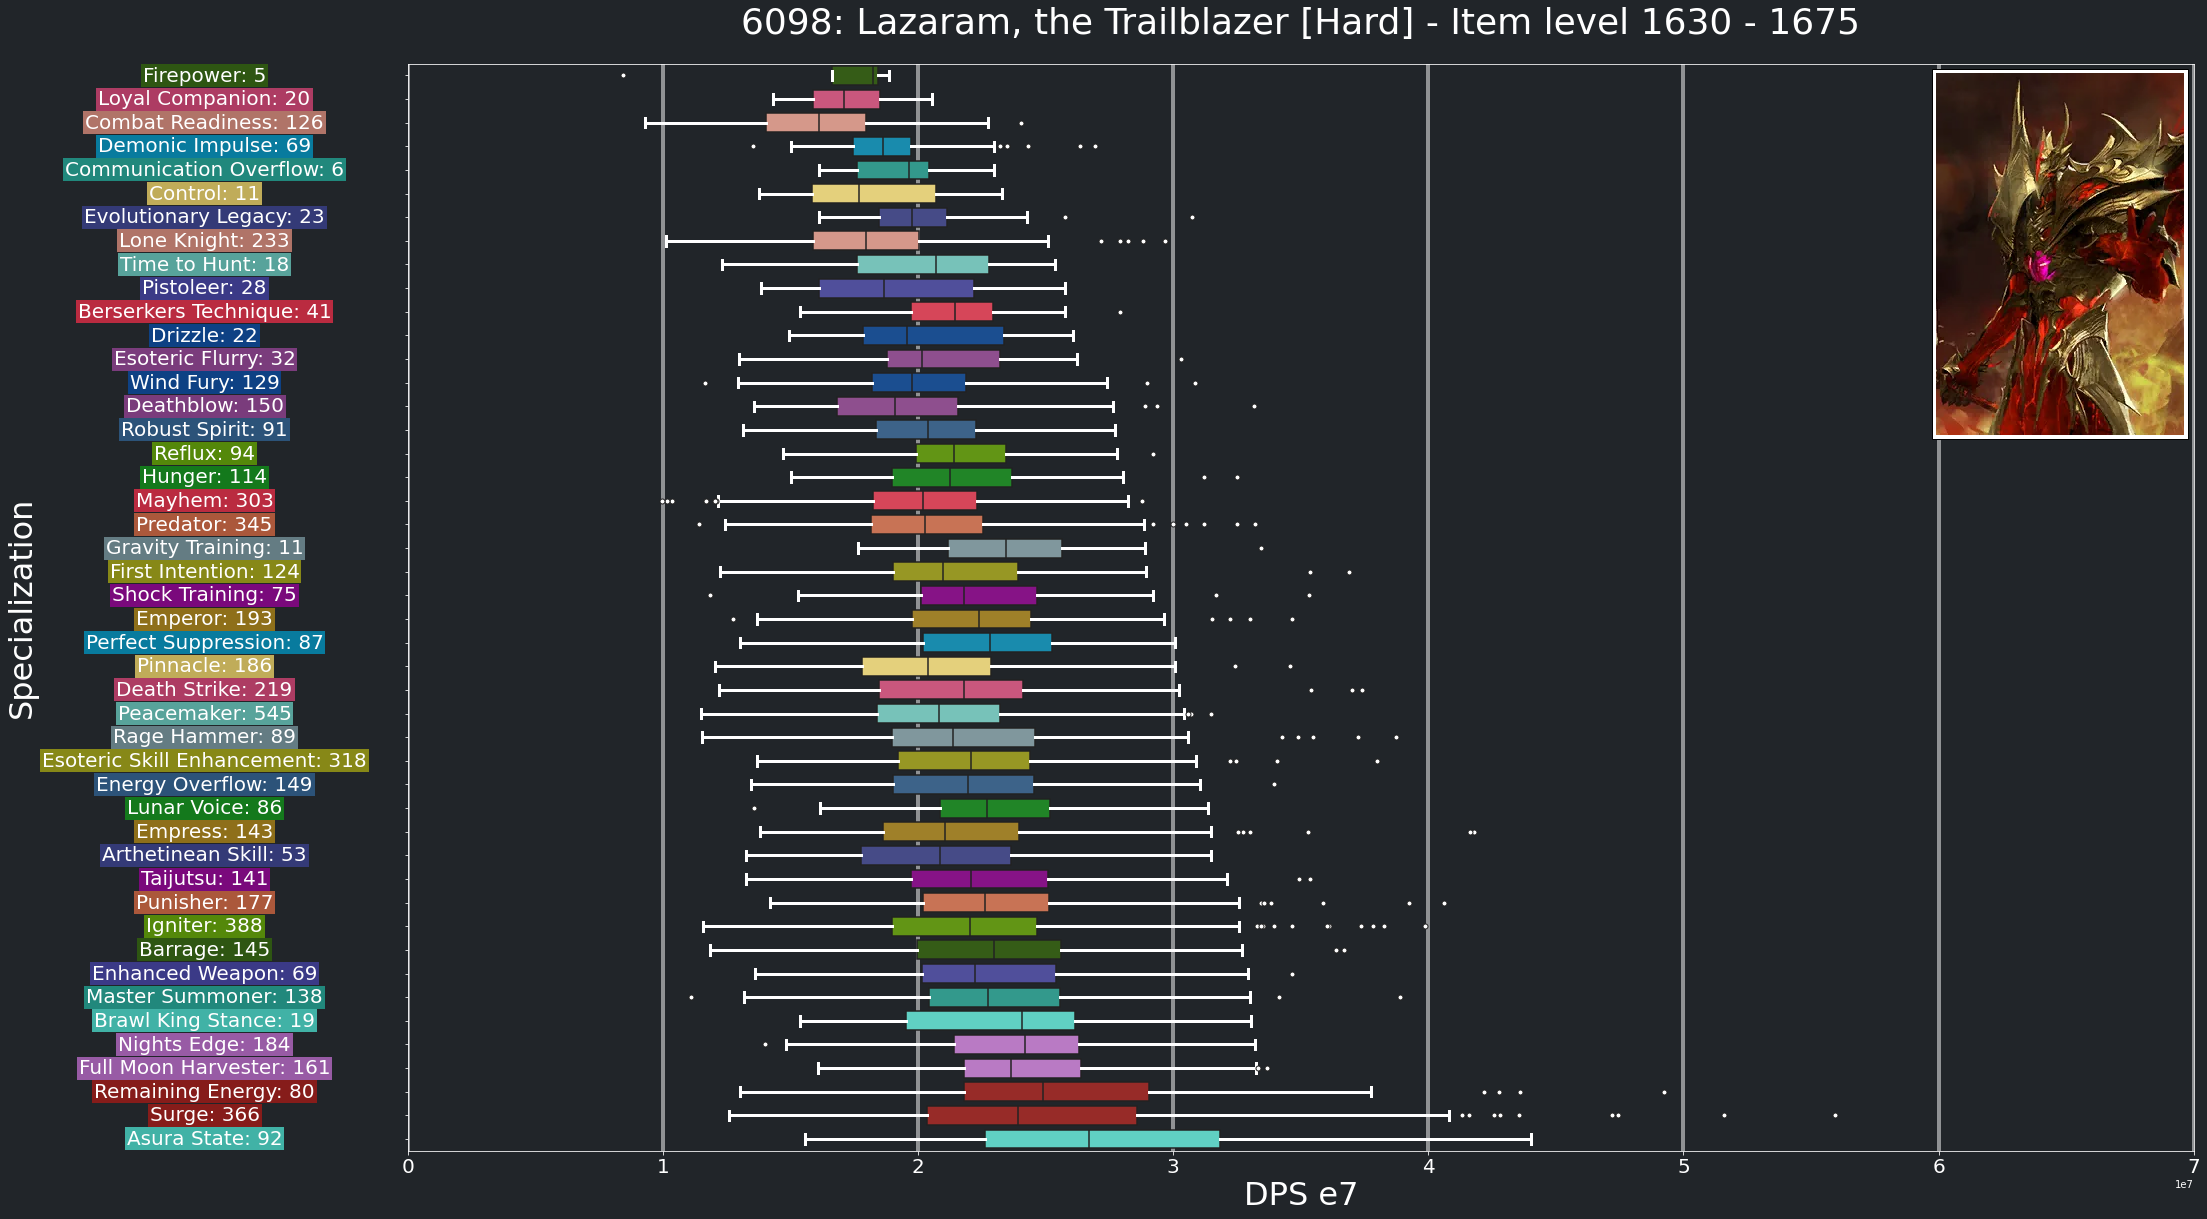 6098: Lazaram, the Trailblazer [Hard] - Item level 1630 - 1675
Specialization
Firepower: 5
Loyal Companion: 20
Combat Readiness: 126
Demonic Impulse: 69
Communication Overflow: 6
Control: 11
Evolutionary Legacy: 23
Lone Knight: 233
Time to Hunt: 18
Pistoleer: 28
Berserkers Technique: 41
Drizzle: 22
Esoteric Flurry: 32
Wind Fury: 129
Deathblow: 150
Robust Spirit: 91
Reflux: 94
Hunger: 114
Mayhem: 303
Predator: 345
Gravity Training: 11
First Intention: 124
Shock Training: 75
Emperor: 193
Perfect Suppression: 87
Pinnacle: 186
Death Strike: 219
Peacemaker: 545
Rage Hammer: 89
Esoteric Skill Enhancement: 318
Energy Overflow: 149
Lunar Voice: 86
Empress: 143
Arthetinean Skill: 53
Taijutsu: 141
Punisher: 177
Igniter: 388
Barrage: 145
Enhanced Weapon: 69
Master Summoner: 138
Brawl King Stance: 19
Nights Edge: 184
Full Moon Harvester: 161
Remaining Energy: 80
Surge: 366
Asura State: 92
0 1 2 3 4 5 6 7
DPS e7
1e7